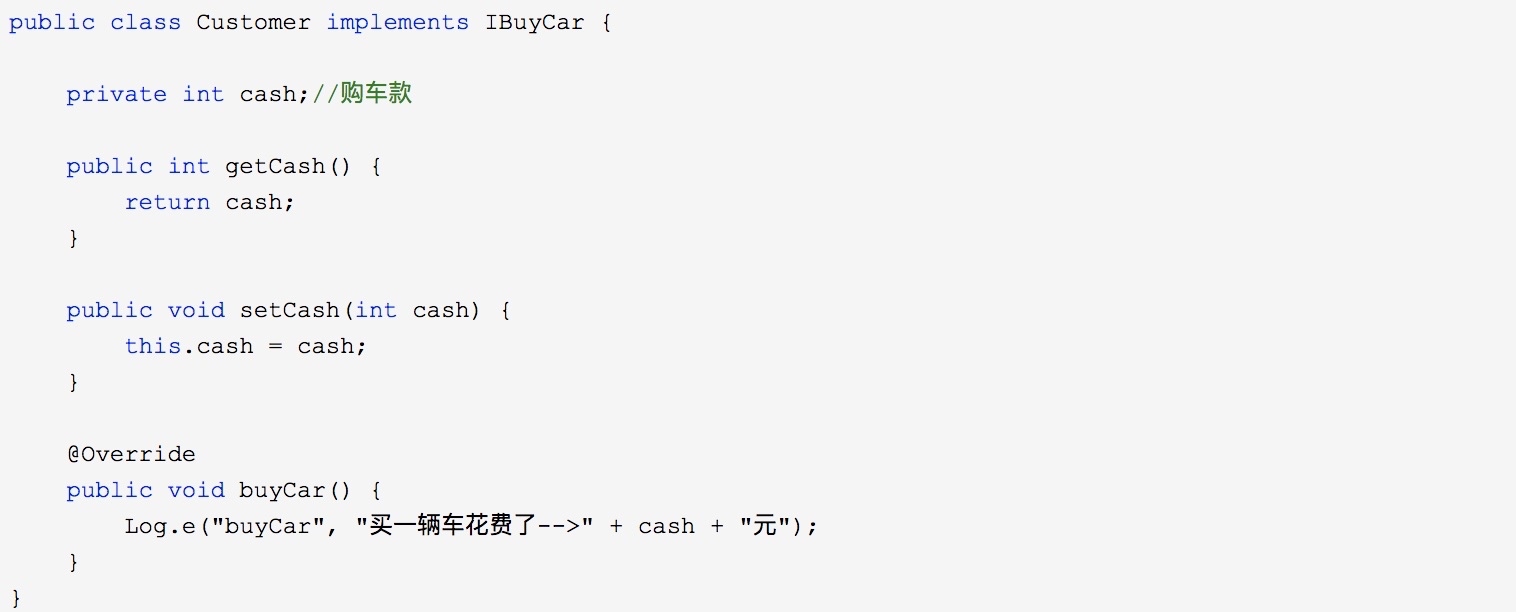 public class Customer implements IBuyCar {
private int cash;//购车款
public int getCash() {
return cash;
}
public void setCash(int cash) {
this.cash = cash;
}
@Override
public void buyCar() {
Log.e("buyCar", "买一辆车花费了-->" + cash + "元");
}
}